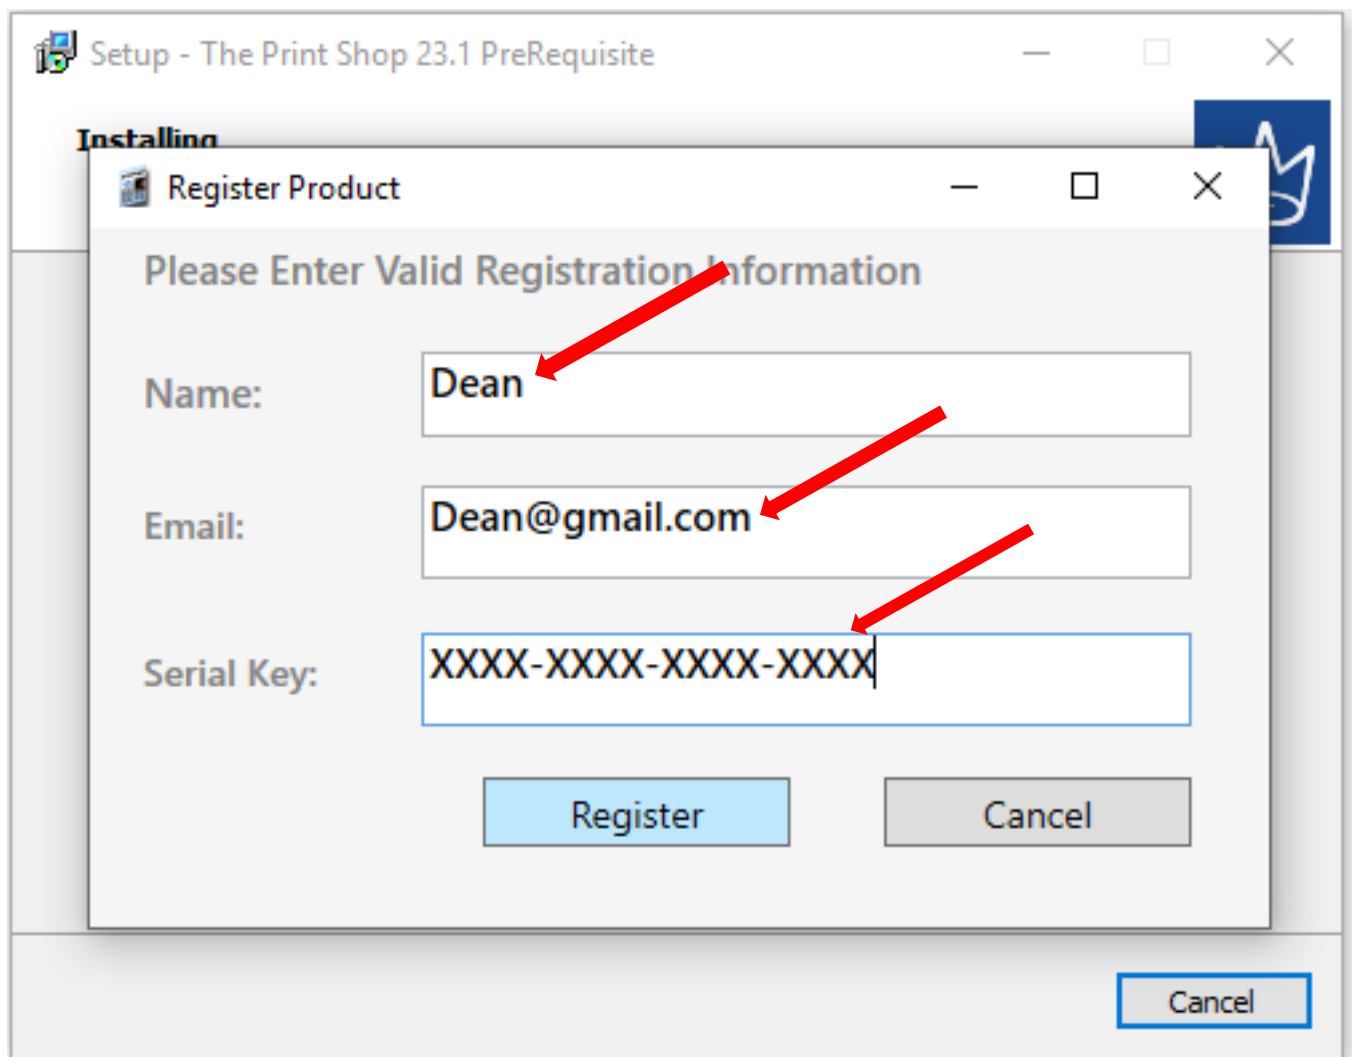 Setup - The Print Shop 23.1 PreRequisite
Installing
Register Product
Please Enter Valid Registration Information
Name:
Dean
Email:
Dean@gmail.com
Serial Key:
XXXX-XXXX-XXXX-XXXX
Register
Cancel
Cancel